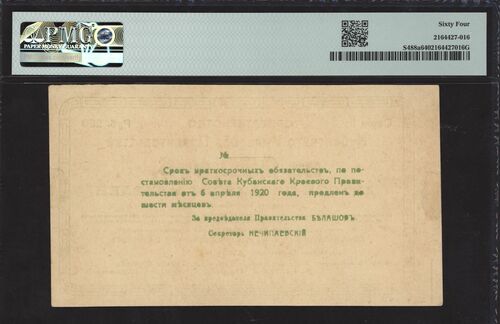 PMG
PAPER MONEY GUARANTY
Sixty Four
2164427-016
S488a6402164427016G
№
Срокъ краткосрочныхъ обязательствъ, по по-
становленію Совѣта Кубанскаго Краевого Прави-
тельства отъ 6 апрѣля 1920 года, продленъ до
шести мѣсяцевъ.
За предсѣдателя Правительства БѢЛАШОВЪ.
Секретарь НЕЧИПАЕВСКІЙ